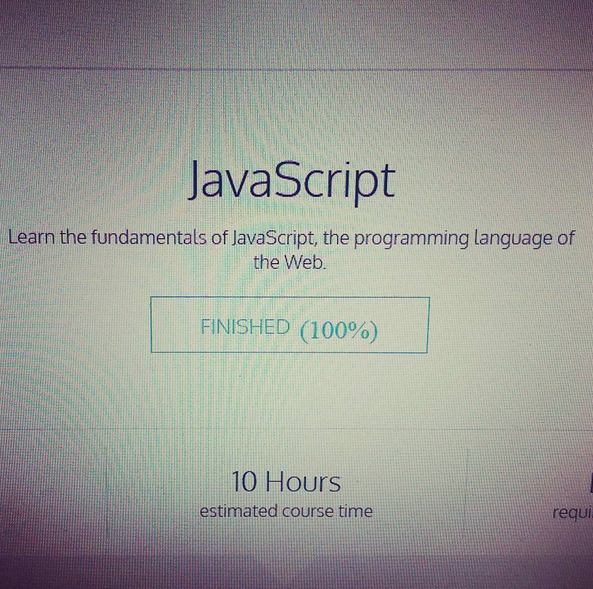 JavaScript
Learn the fundamentals of JavaScript, the programming language of
the Web.
FINISHED (100%)
10 Hours
estimated course time